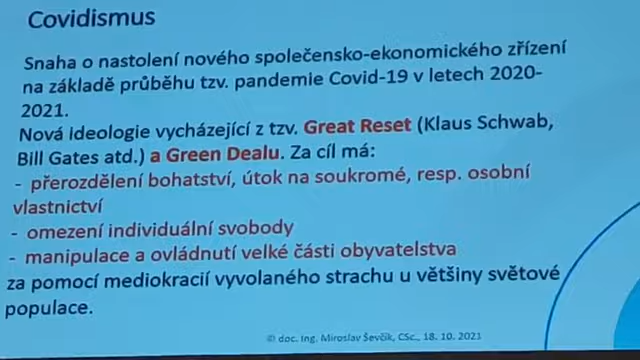 Covidismus
Snaha o nastolení nového společensko-ekonomického zřízení
na základě průběhu tzv. pandemie Covid-19 v letech 2020-
2021.
Nová ideologie vycházející z tzv. Great Reset (Klaus Schwab,
Bill Gates atd.) a Green Dealu. Za cíl má:
- přerozdělení bohatství, útok na soukromé, resp. osobní
vlastnictví
- omezení individuální svobody
- manipulace a ovládnutí velké části obyvatelstva
za pomocí mediokracií vyvolaného strachu u většiny světové
populace.
© doc. Ing. Miroslav Ševčík, CSc., 18. 10. 2021